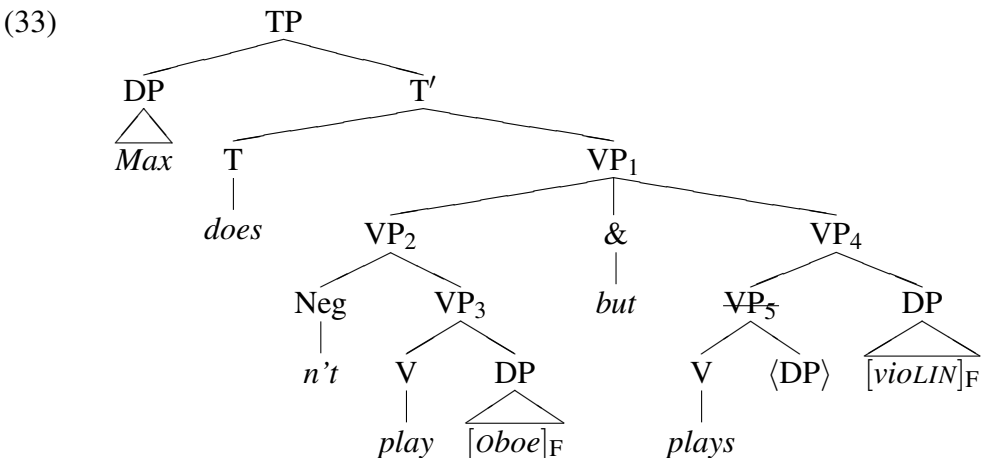 (33) TP
DP T′
Max T VP₁
does VP₂ & VP₄
Neg VP₃ but VP₅ DP
n't V DP V ⟨DP⟩ [vioLIN]F
play [Oboe]F plays